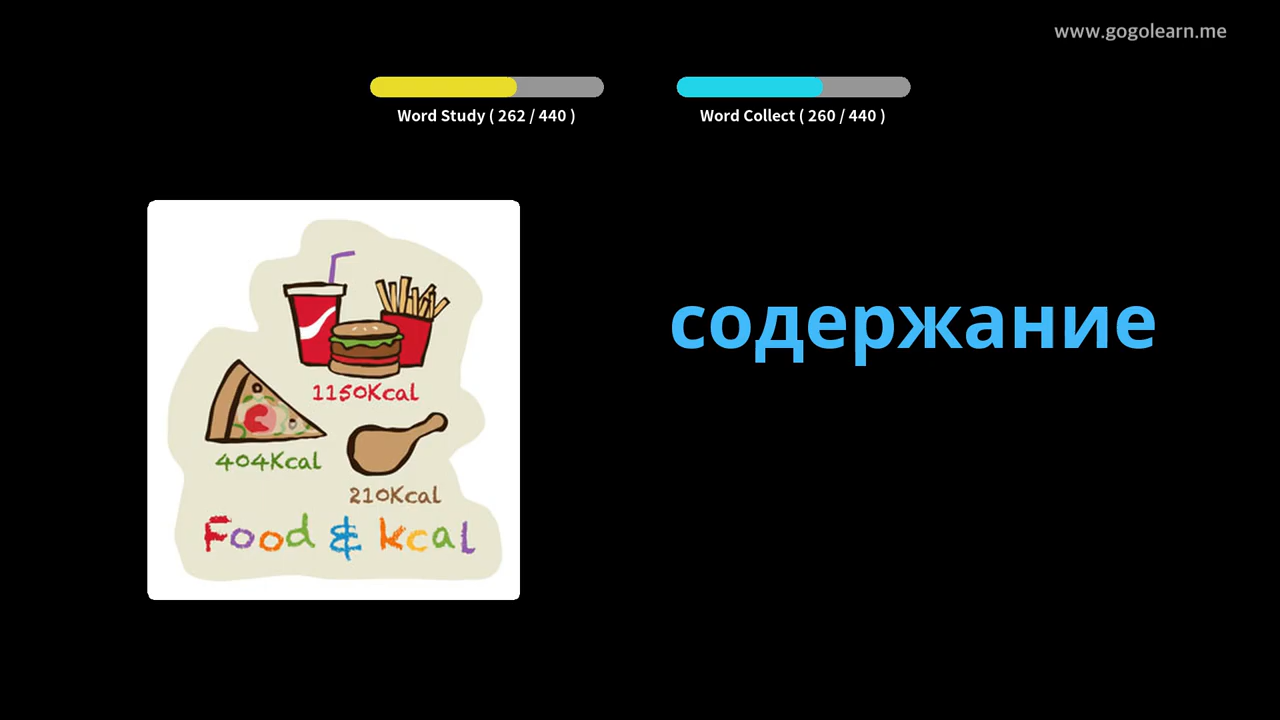 www.gogolearn.me
Word Study ( 262 / 440 )
Word Collect ( 260 / 440 )
содержание
1150Kcal
404Kcal
210Kcal
Food & kcal